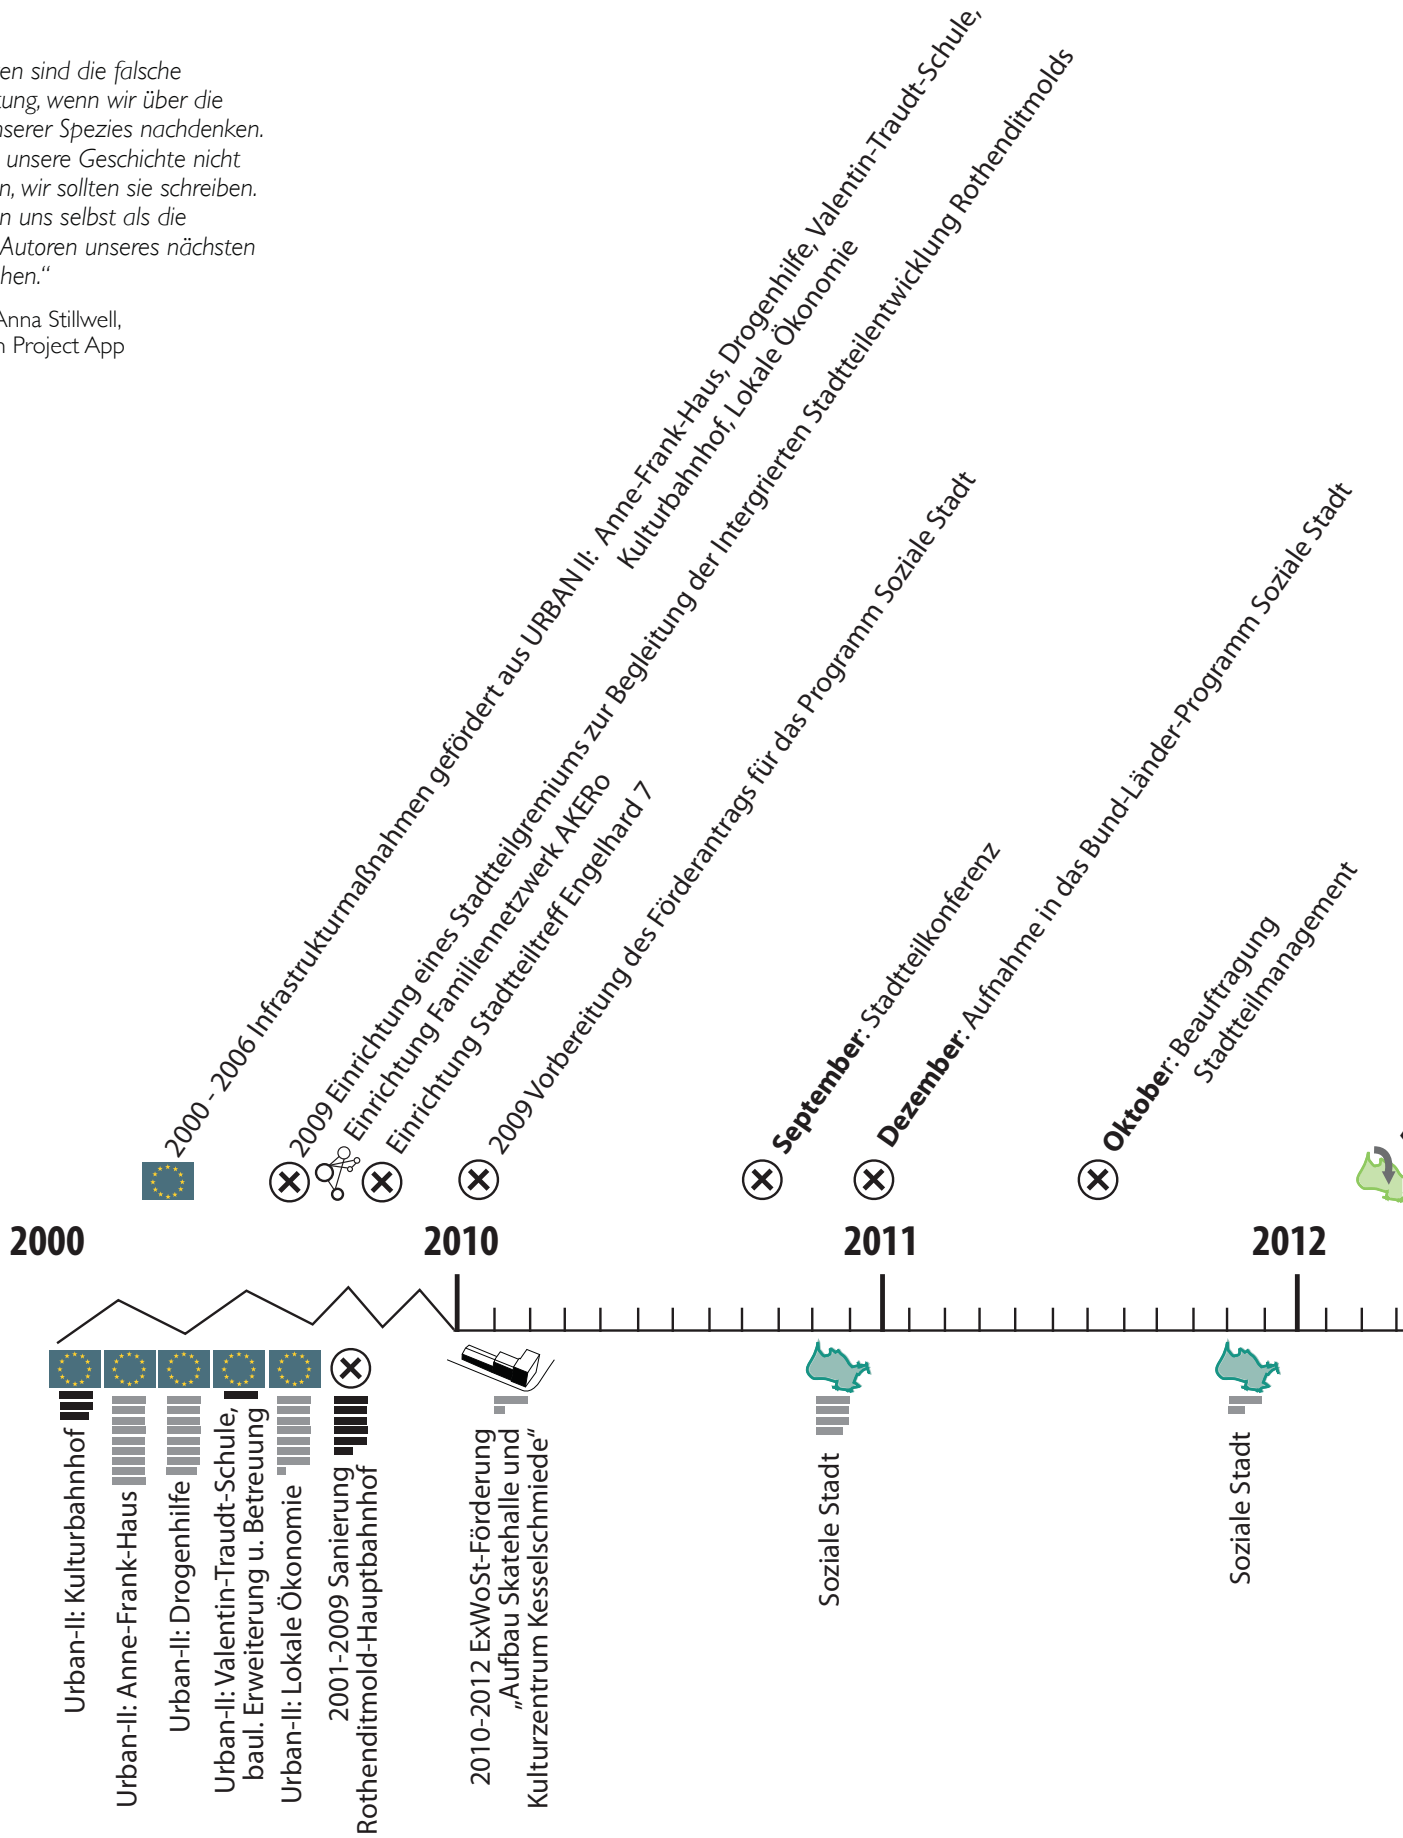 en sind die falsche
tung, wenn wir über die
nserer Spezies nachdenken.
unsere Geschichte nicht
n, wir sollten sie schreiben.
n uns selbst als die
Autoren unseres nächsten
hen.“
Anna Stillwell,
n Project App
2000 - 2006 Infrastrukturmaßnahmen gefördert aus URBAN II: Anne-Frank-Haus, Drogenhilfe, Valentin-Traudt-Schule,
Kulturbahnhof, Lokale Ökonomie
2009 Einrichtung eines Stadtteilgremiums zur Begleitung der Intergrierten Stadtteilentwicklung Rothenditmolds
Einrichtung Familiennetzwerk AKERo
Einrichtung Stadtteiltreff Engelhard 7
2009 Vorbereitung des Förderantrags für das Programm Soziale Stadt
September: Stadtteilkonferenz
Dezember: Aufnahme in das Bund-Länder-Programm Soziale Stadt
Oktober: Beauftragung
Stadtteilmanagement
2000
2010
2011
2012
Urban-II: Kulturbahnhof
Urban-II: Anne-Frank-Haus
Urban-II: Drogenhilfe
Urban-II: Valentin-Traudt-Schule,
baul. Erweiterung u. Betreuung
Urban-II: Lokale Ökonomie
2001-2009 Sanierung
Rothenditmold-Hauptbahnhof
2010-2012 ExWoSt-Förderung
„Aufbau Skatehalle und
Kulturzentrum Kesselschmiede“
Soziale Stadt
Soziale Stadt